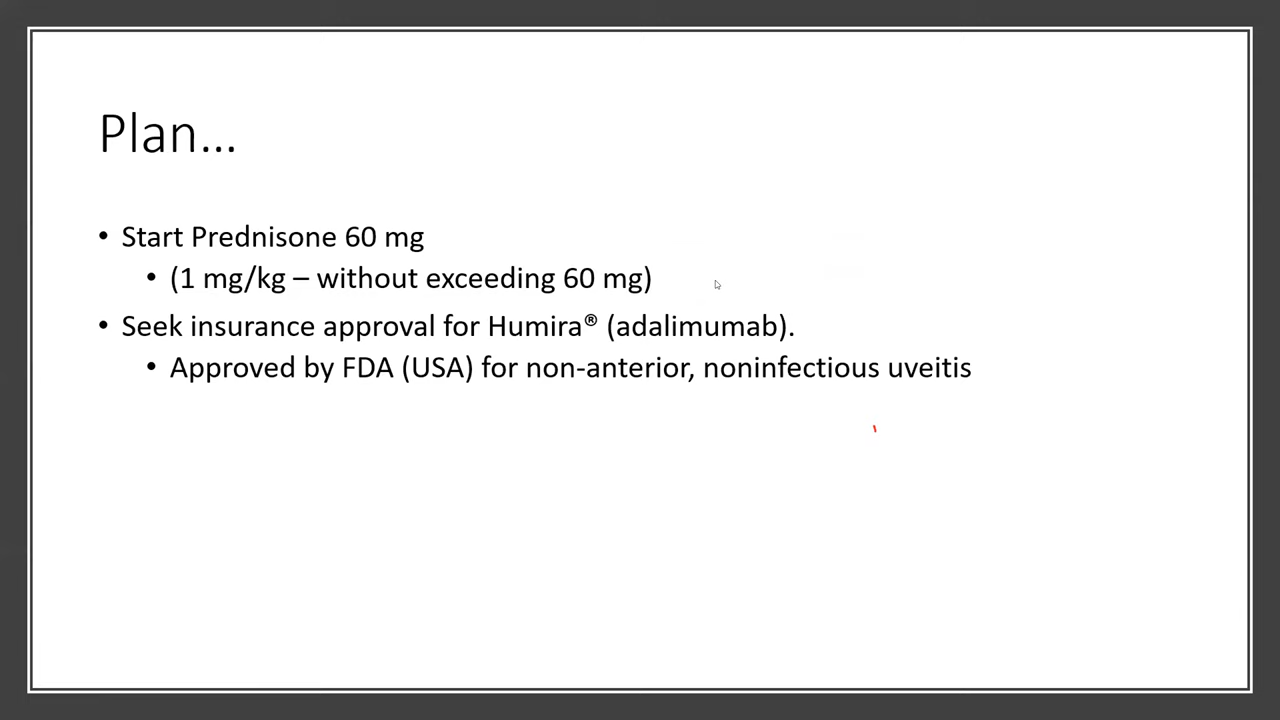 Plan...
• Start Prednisone 60 mg
• (1 mg/kg – without exceeding 60 mg)
• Seek insurance approval for Humira® (adalimumab).
• Approved by FDA (USA) for non-anterior, noninfectious uveitis